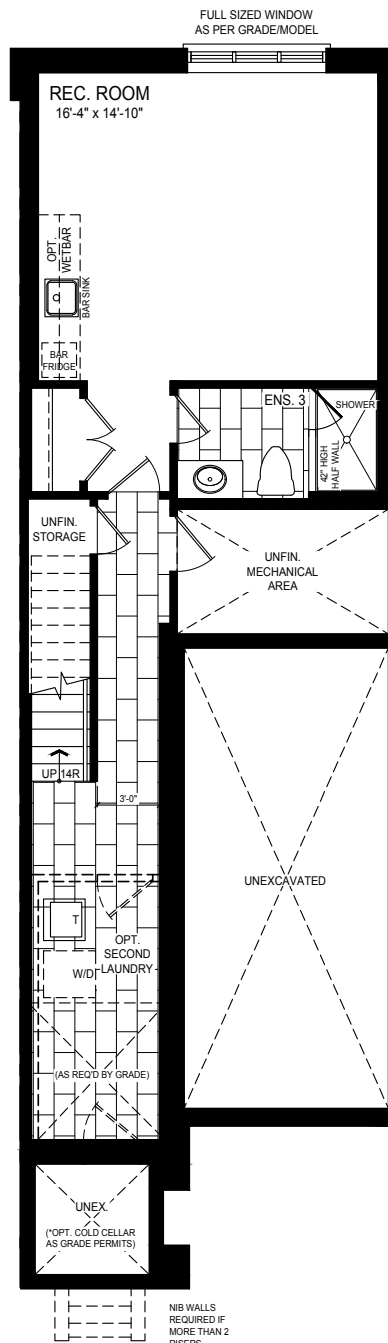 FULL SIZED WINDOW
AS PER GRADE/MODEL
REC. ROOM
16'-4" x 14'-10"
OPT.
WETBAR
BAR SINK
BAR
FRIDGE
ENS. 3
SHOWER
42" HIGH
HALF WALL
UNFIN.
STORAGE
UNFIN.
MECHANICAL
AREA
UP 14R
3'-0"
UNEXCAVATED
T
OPT.
SECOND
LAUNDRY
W/D
(AS REQ'D BY GRADE)
UNEX.
(*OPT. COLD CELLAR
AS GRADE PERMITS)
NIB WALLS
REQUIRED IF
MORE THAN 2
RISERS